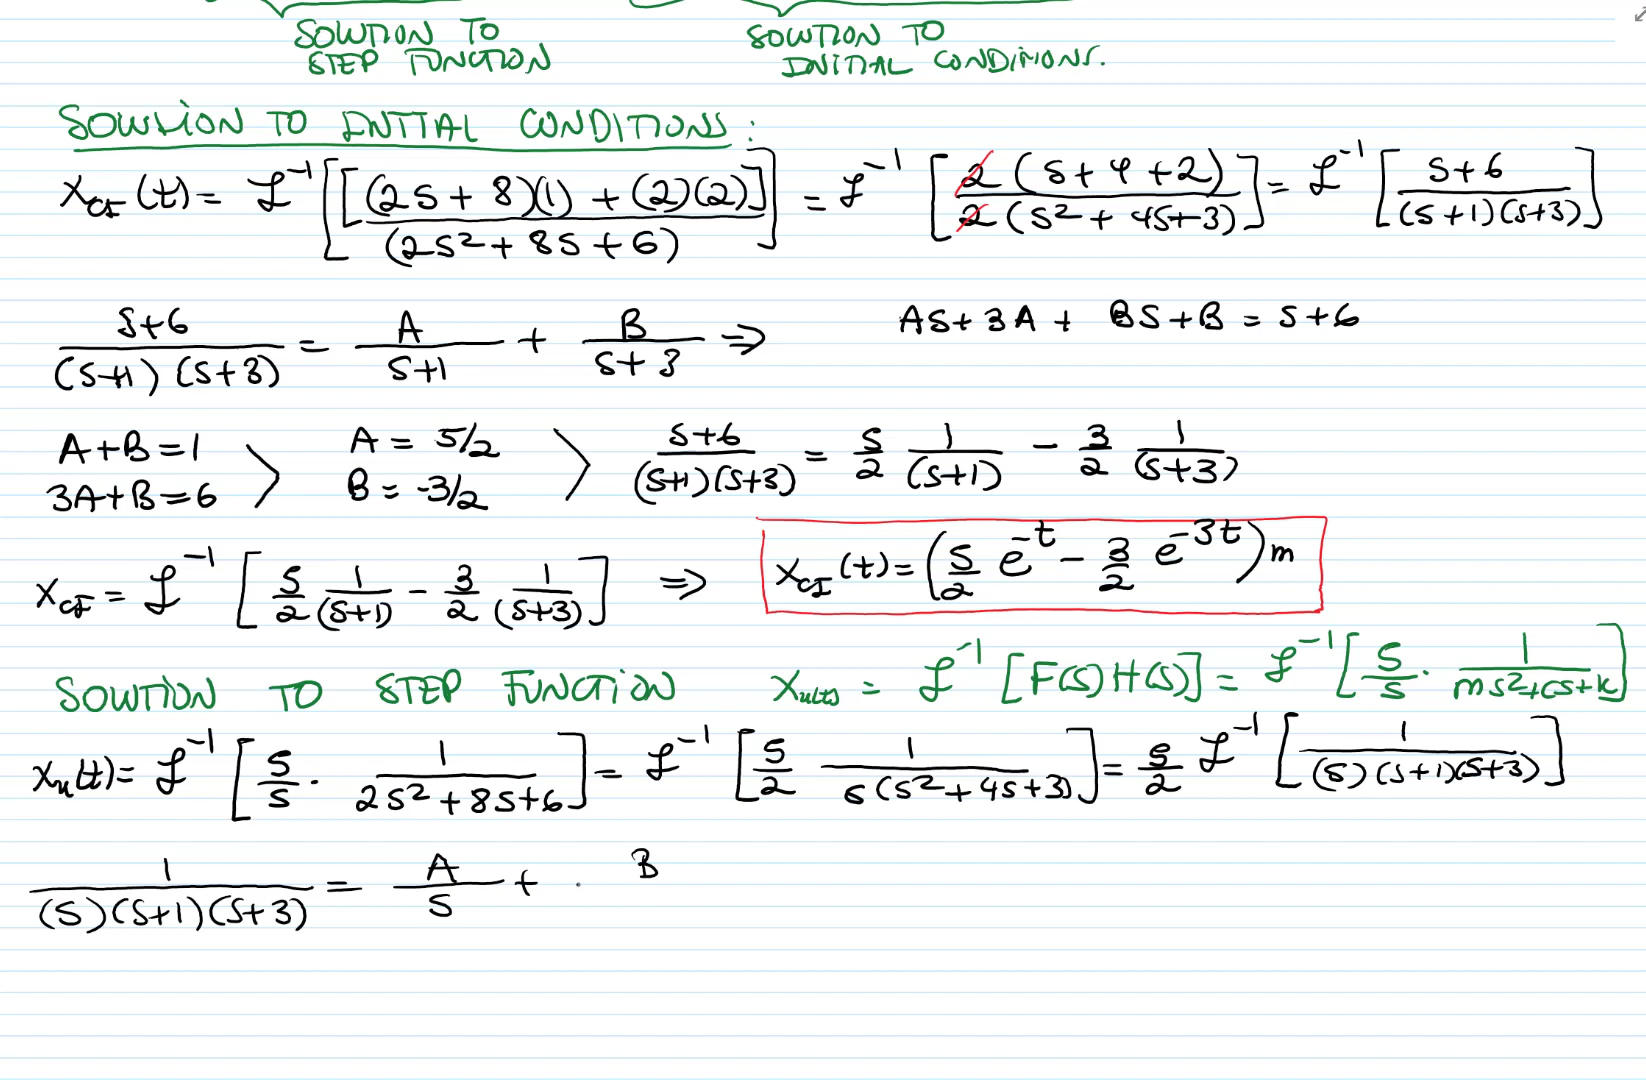 SOLUTION TO SOLUTION TO
STEP FUNCTION INITIAL CONDITIONS.
SOLUTION TO INITIAL CONDITIONS:
x_CI(t) = ℒ⁻¹[[(2s + 8)(1) + (2)(2)] / (2s² + 8s + 6)] = ℒ⁻¹[2(s + 4 + 2) / 2(s² + 4s + 3)] = ℒ⁻¹[s+6 / (s+1)(s+3)]
s+6 / (s+1)(s+3) = A / s+1 + B / s+3 ⇒ As + 3A + Bs + B = s + 6
A+B=1 A = 5/2 s+6 / (s+1)(s+3) = 5/2 1/(s+1) - 3/2 1/(s+3)
3A+B=6 B = -3/2
x_CI = ℒ⁻¹[5/2 1/(s+1) - 3/2 1/(s+3)] ⇒ x_CI(t) = (5/2 e^-t - 3/2 e^-3t) m
SOLUTION TO STEP FUNCTION x_u(t) = ℒ⁻¹[F(s)H(s)] = ℒ⁻¹[5/s · 1 / ms²+cs+k]
x_u(t) = ℒ⁻¹[5/s · 1 / 2s²+8s+6] = ℒ⁻¹[5/2 1 / s(s²+4s+3)] = 5/2 ℒ⁻¹[1 / (s)(s+1)(s+3)]
1 / (s)(s+1)(s+3) = A / s + B